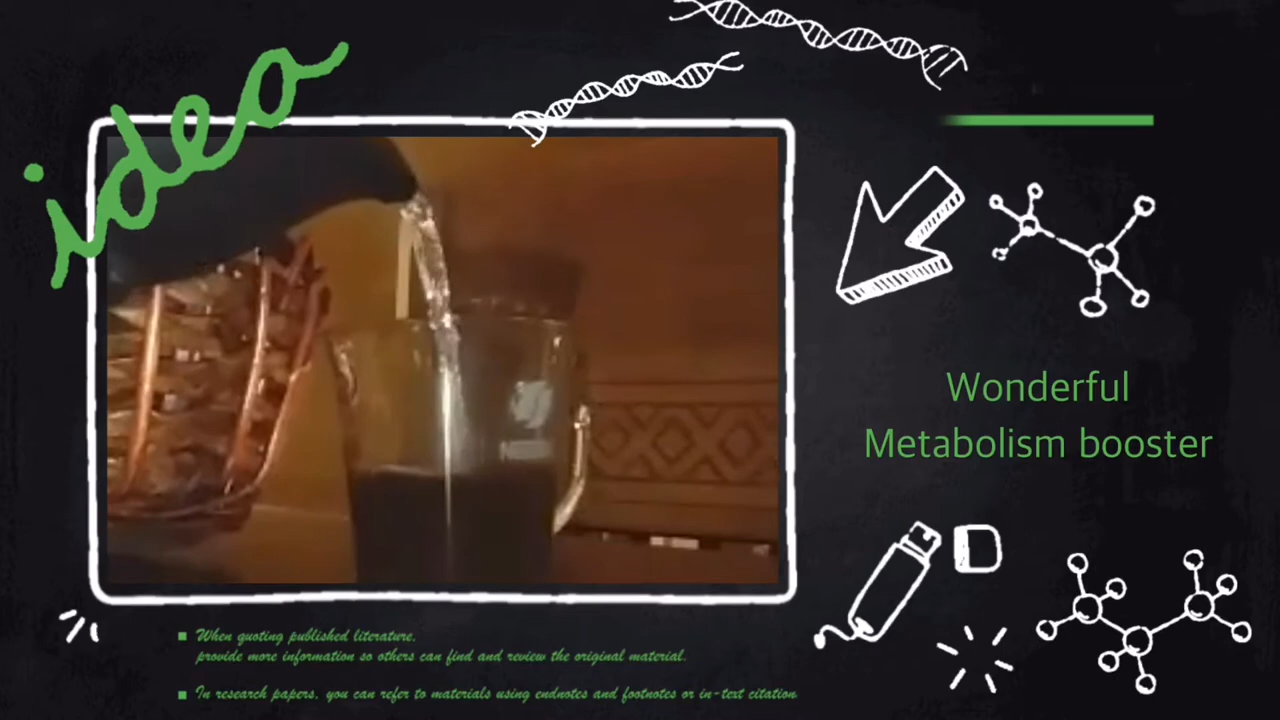 idea
Wonderful
Metabolism booster
When quoting published literature.
provide more information so others can find and review the original material.
In research papers, you can refer to materials using endnotes and footnotes or in-text citation